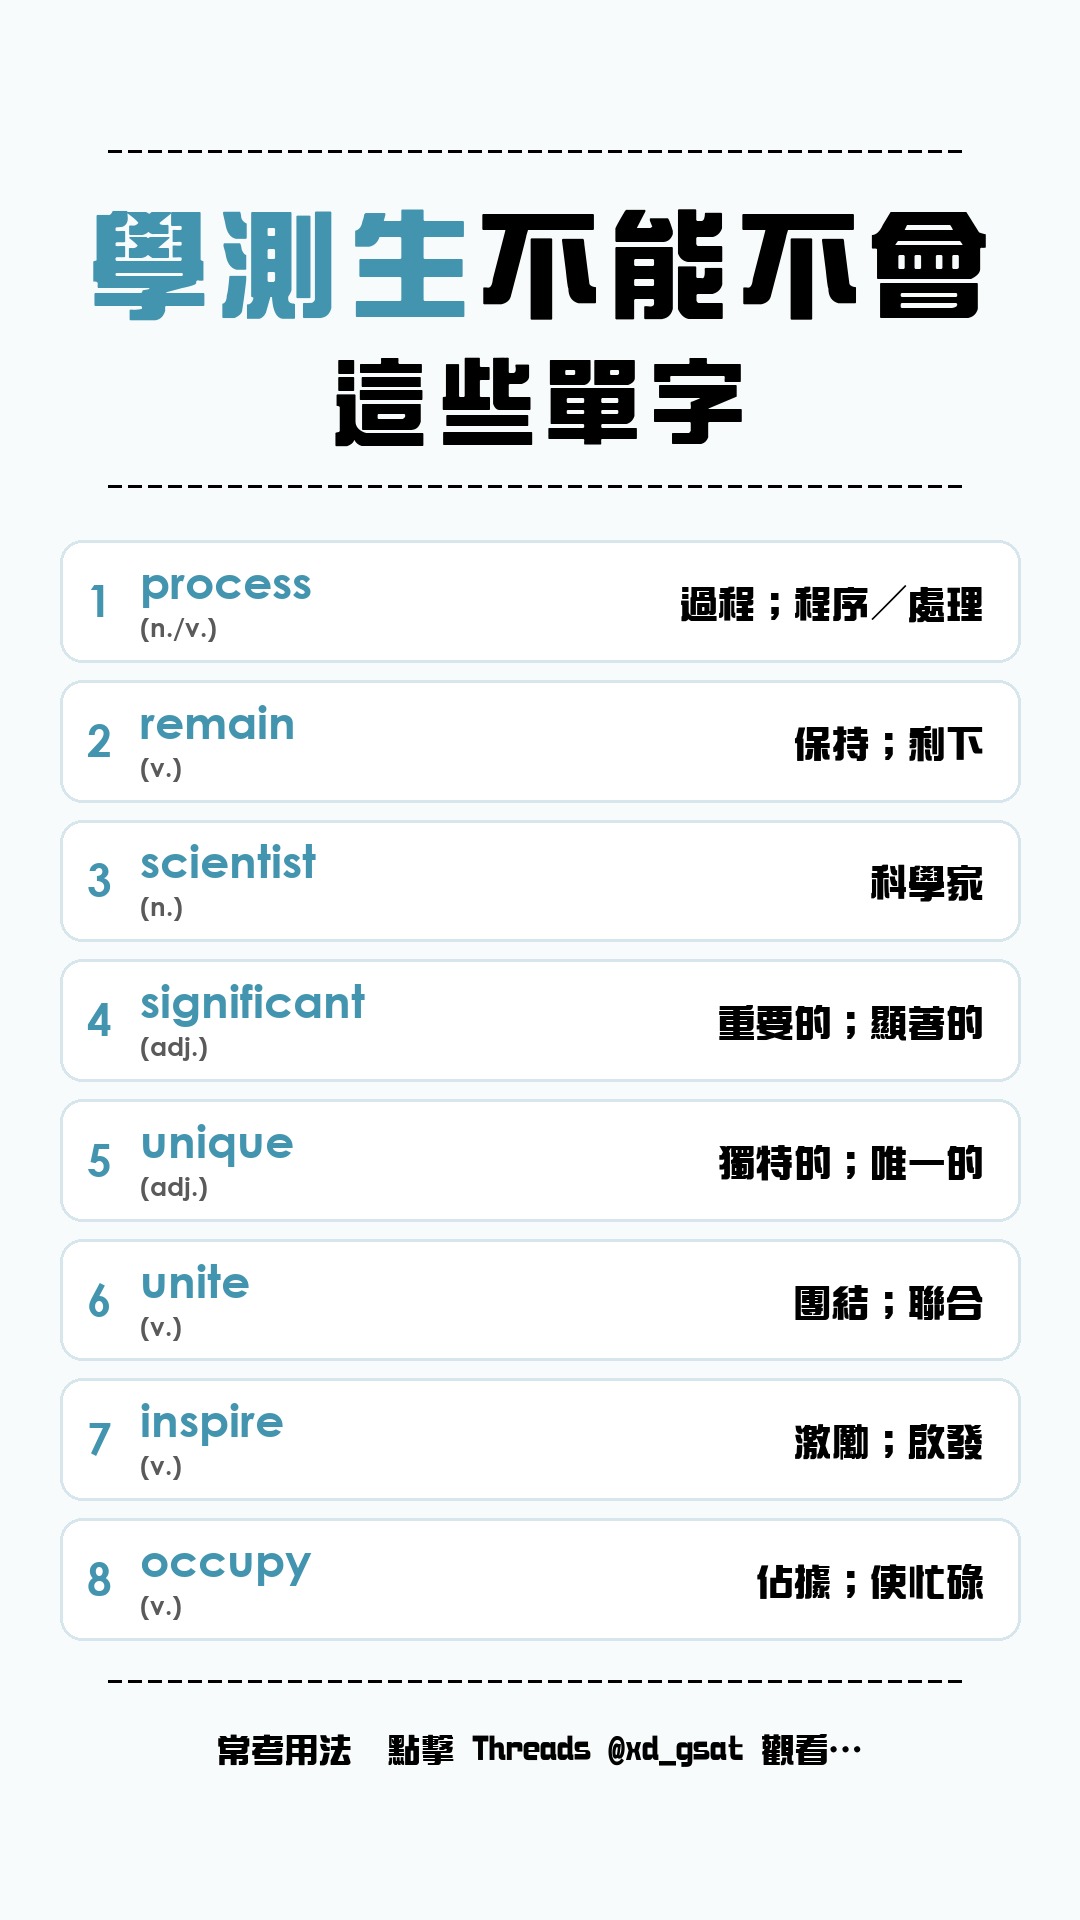 學測生不能不會
這些單字
1 process 過程；程序／處理
(n./v.)
2 remain 保持；剩下
(v.)
3 scientist 科學家
(n.)
4 significant 重要的；顯著的
(adj.)
5 unique 獨特的；唯一的
(adj.)
6 unite 團結；聯合
(v.)
7 inspire 激勵；啟發
(v.)
8 occupy 佔據；使忙碌
(v.)
常考用法　點擊 Threads @xd_gsat 觀看…